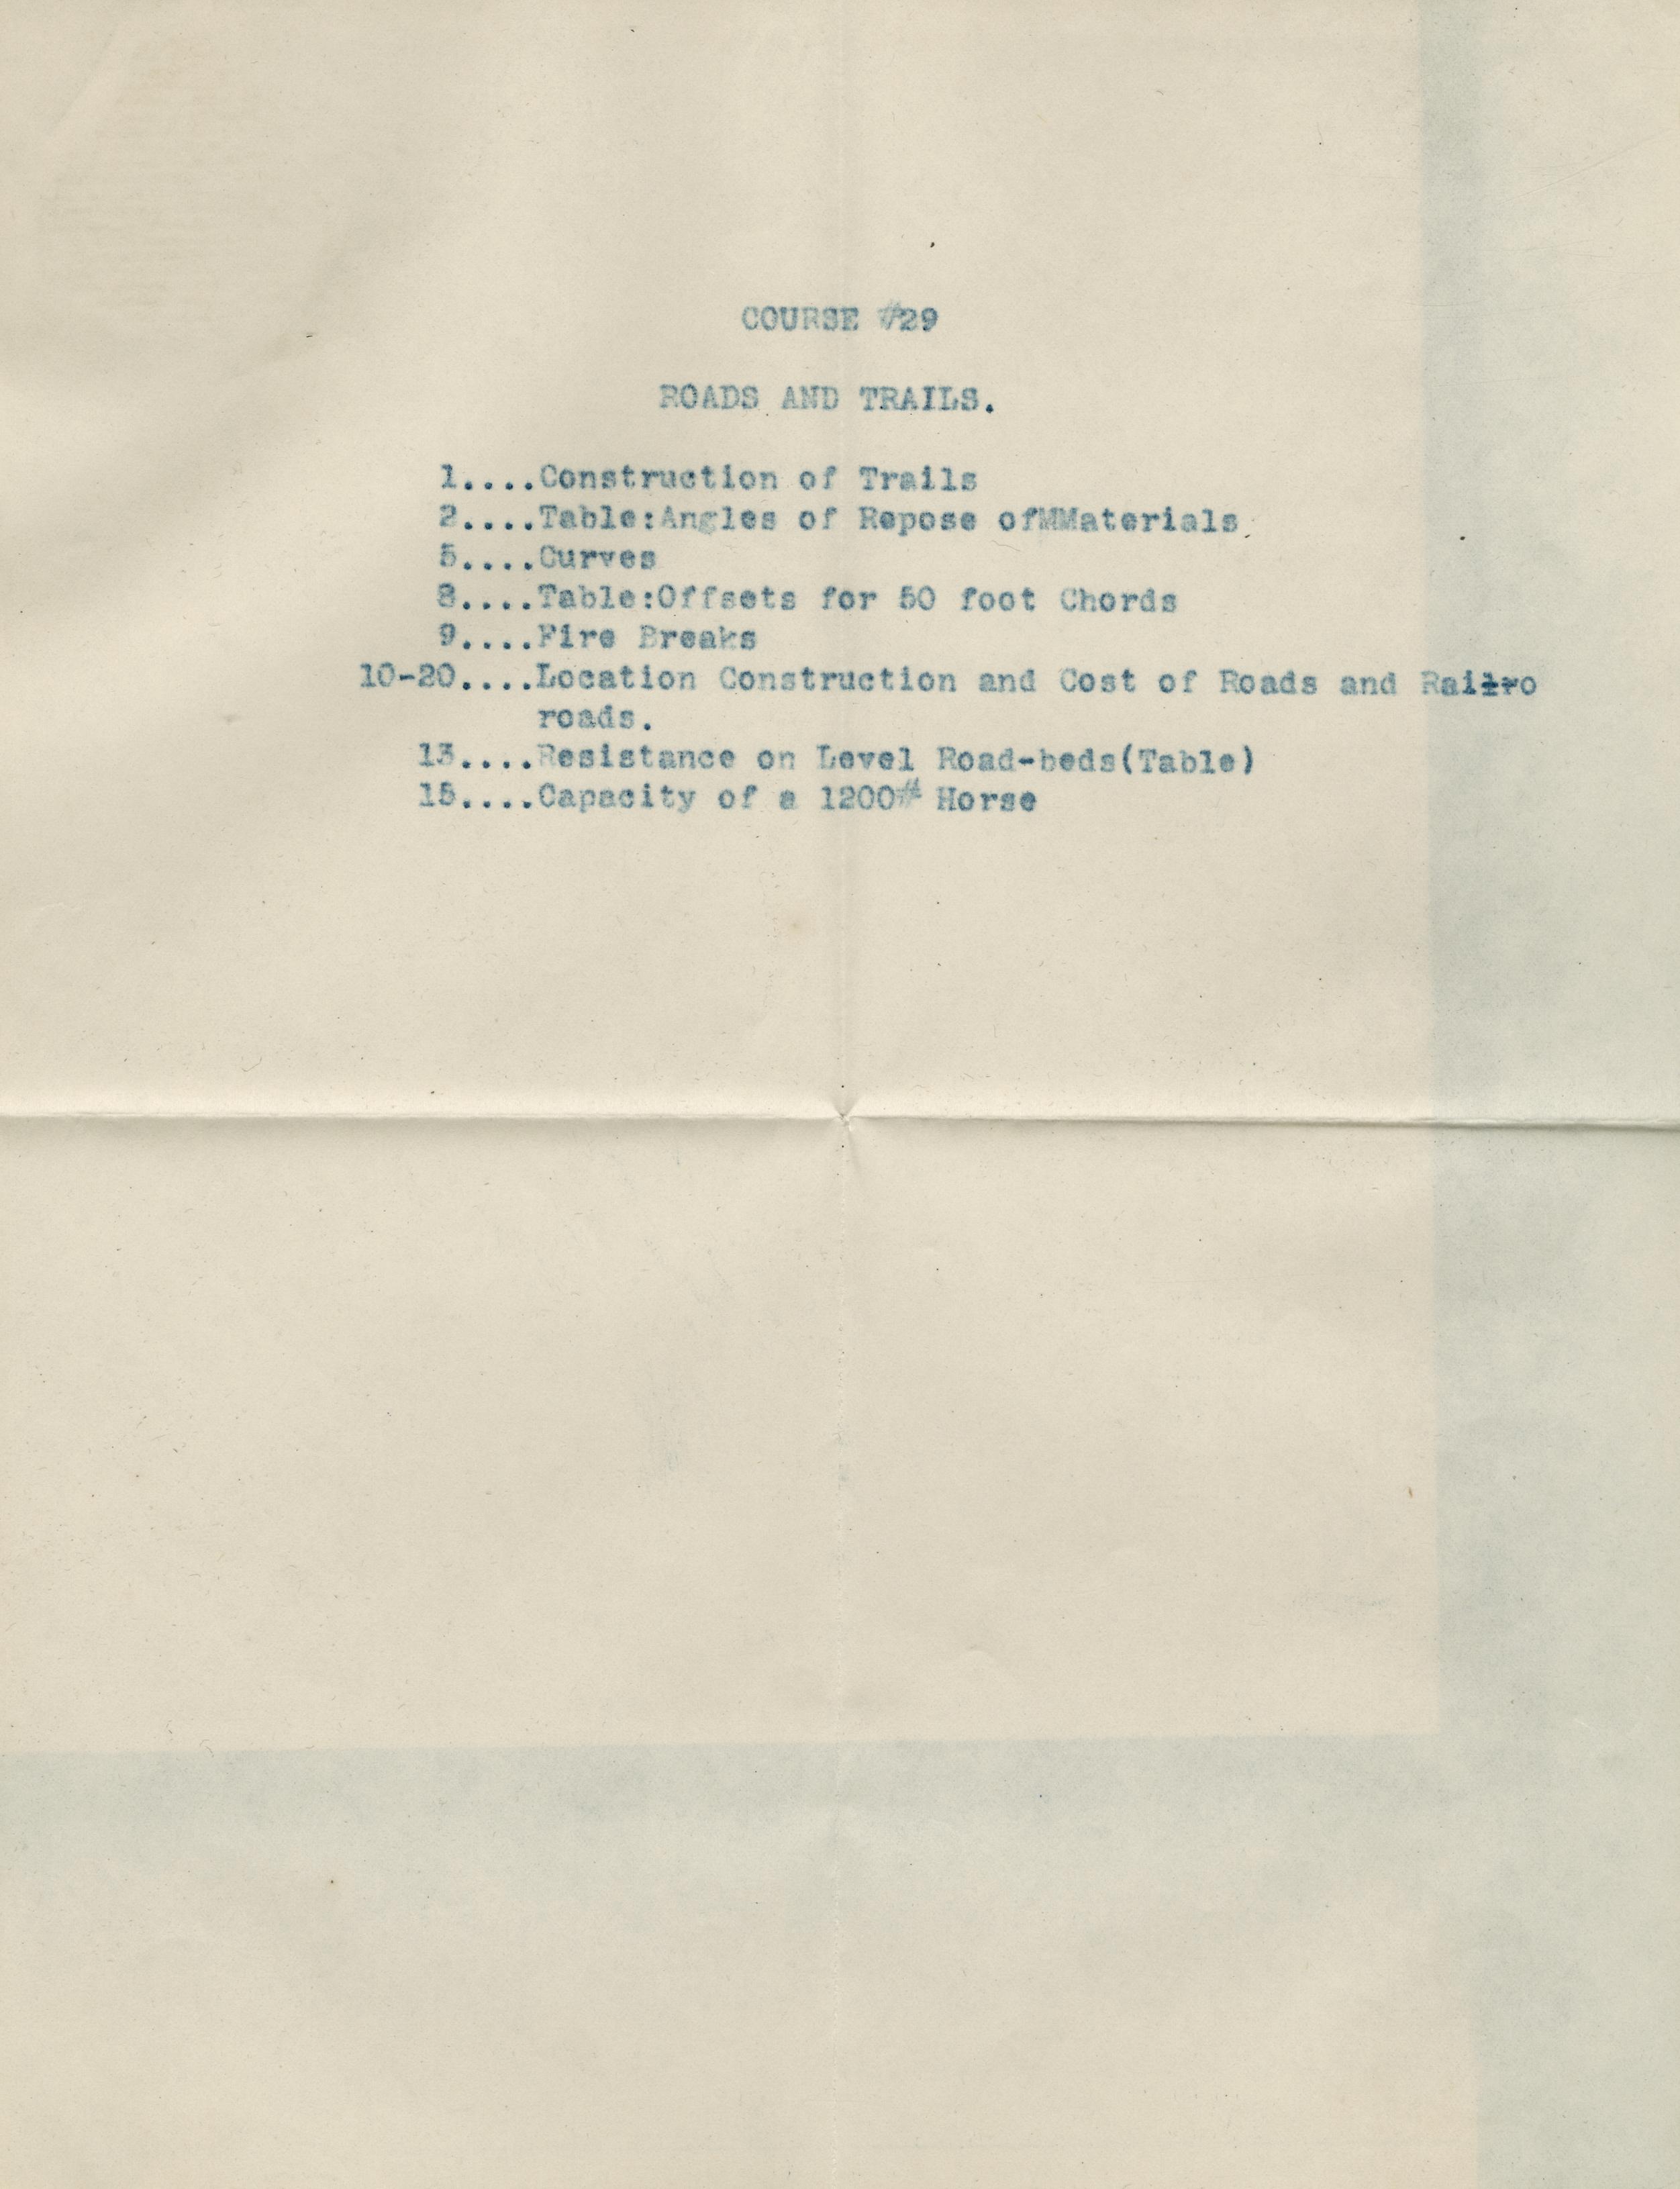 COURSE #29
ROADS AND TRAILS.
1....Construction of Trails
2....Table:Angles of Repose ofMMaterials
5....Curves
8....Table:Offsets for 50 foot Chords
9....Fire Breaks
10-20....Location Construction and Cost of Roads and Railro
roads.
13....Resistance on Level Road-beds(Table)
15....Capacity of a 1200# Horse